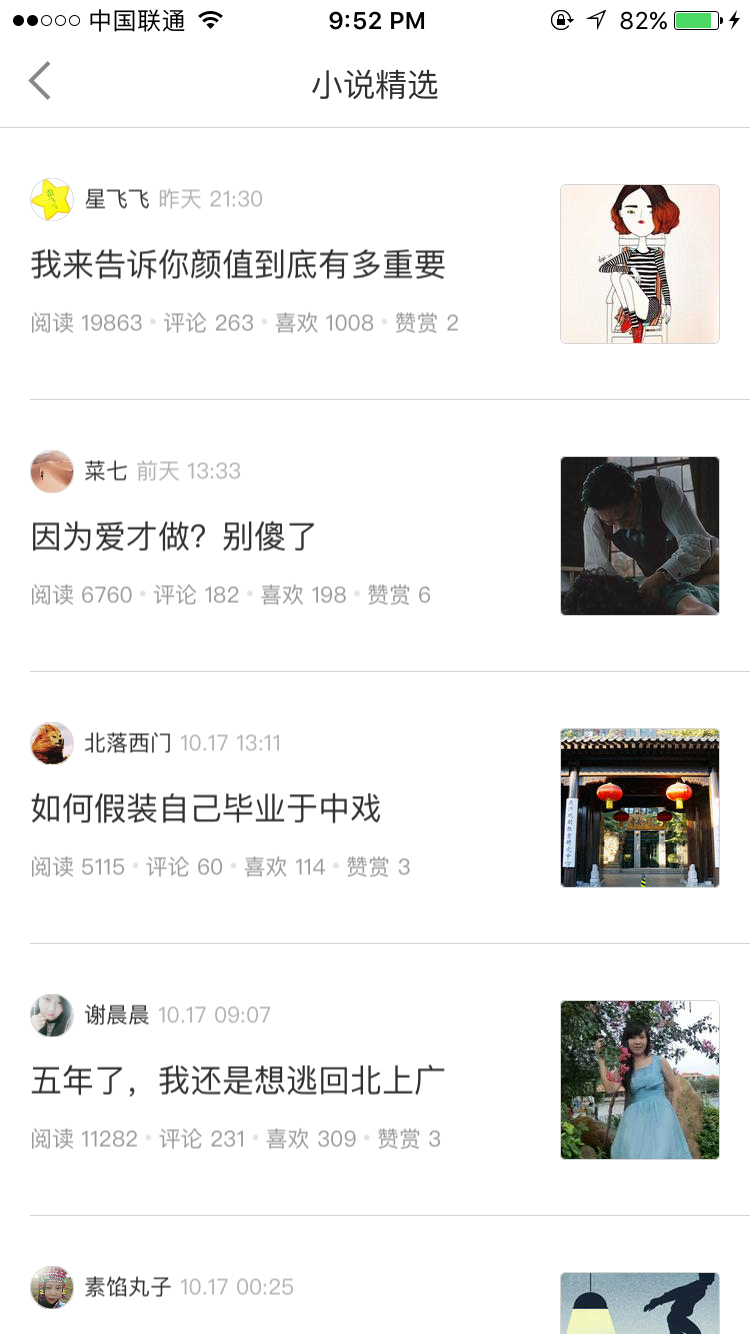 中国联通 9:52 PM 82%
小说精选
星飞飞 昨天 21:30
我来告诉你颜值到底有多重要
阅读 19863 · 评论 263 · 喜欢 1008 · 赞赏 2
菜七 前天 13:33
因为爱才做？别傻了
阅读 6760 · 评论 182 · 喜欢 198 · 赞赏 6
北落西门 10.17 13:11
如何假装自己毕业于中戏
阅读 5115 · 评论 60 · 喜欢 114 · 赞赏 3
谢晨晨 10.17 09:07
五年了，我还是想逃回北上广
阅读 11282 · 评论 231 · 喜欢 309 · 赞赏 3
素馅丸子 10.17 00:25